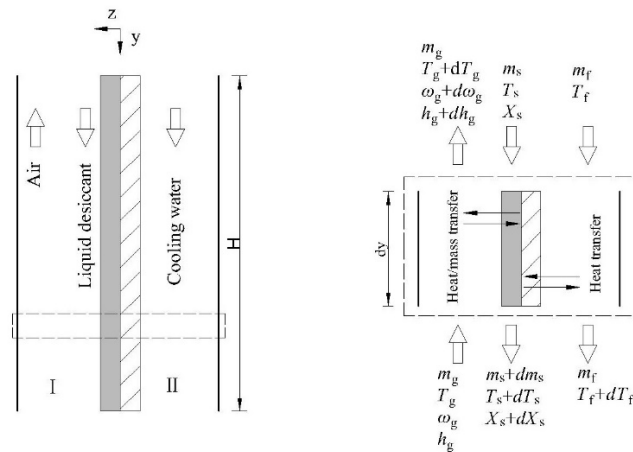 z
y
Air
Liquid desiccant
Cooling water
H
I
II
m_g
T_g+dT_g
ω_g+dω_g
h_g+dh_g
m_s
T_s
X_s
m_f
T_f
dy
Heat/mass transfer
Heat transfer
m_g
T_g
ω_g
h_g
m_s+dm_s
T_s+dT_s
X_s+dX_s
m_f
T_f+dT_f